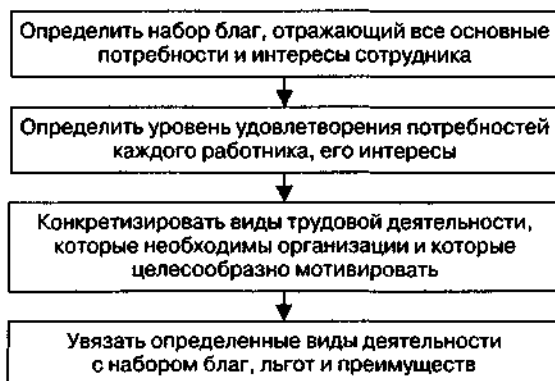 Определить набор благ, отражающий все основные
потребности и интересы сотрудника
Определить уровень удовлетворения потребностей
каждого работника, его интересы
Конкретизировать виды трудовой деятельности,
которые необходимы организации и которые
целесообразно мотивировать
Увязать определенные виды деятельности
с набором благ, льгот и преимуществ